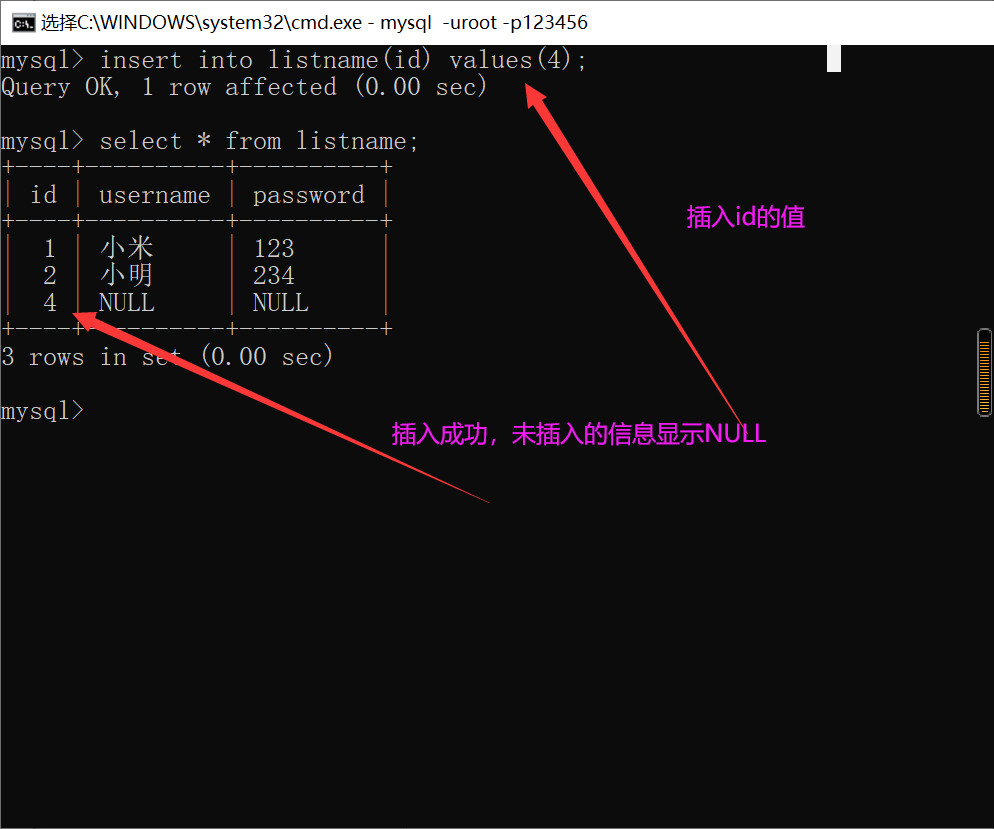 选择C:\WINDOWS\system32\cmd.exe - mysql  -uroot -p123456
mysql> insert into listname(id) values(4);
Query OK, 1 row affected (0.00 sec)
mysql> select * from listname;
+----+----------+----------+
| id | username | password |
+----+----------+----------+
|  1 | 小米     | 123      |
|  2 | 小明     | 234      |
|  4 | NULL     | NULL     |
+----+----------+----------+
3 rows in set (0.00 sec)
mysql>
插入id的值
插入成功，未插入的信息显示NULL